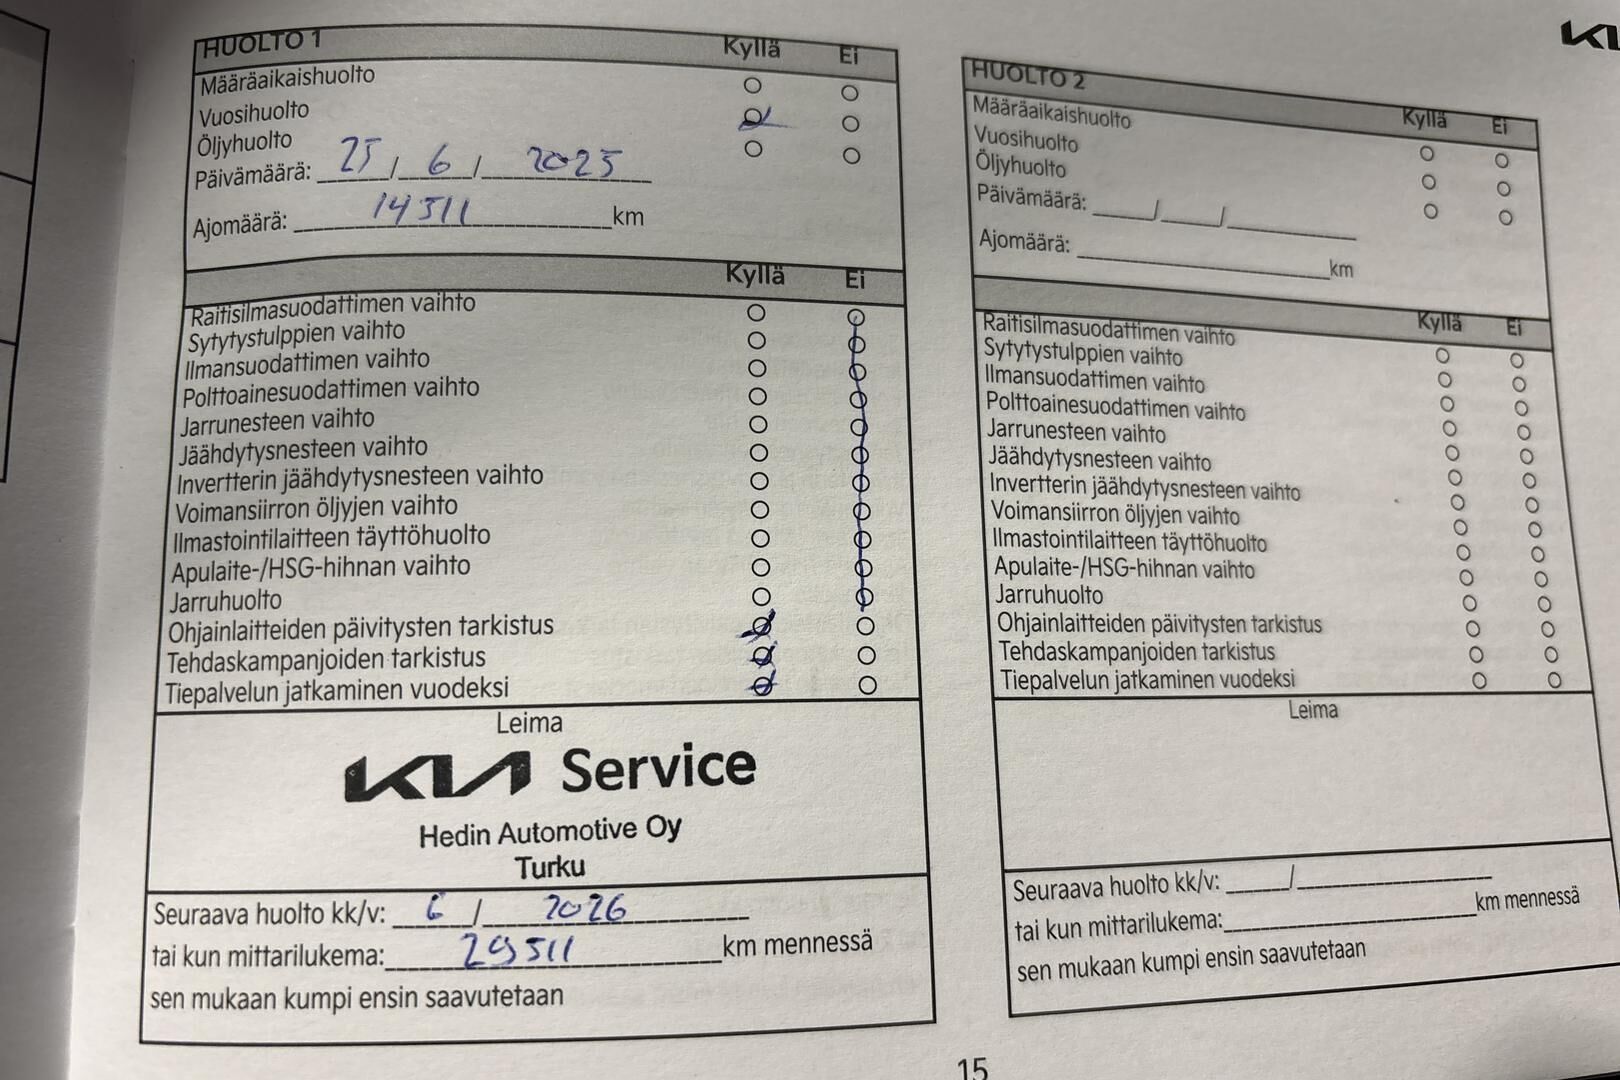 HUOLTO 1 Kyllä Ei
Määräaikaishuolto
Vuosihuolto
Öljyhuolto
Päivämäärä: 25 / 6 / 2025
Ajomäärä: 14511 km
Kyllä Ei
Raitisilmasuodattimen vaihto
Sytytystulppien vaihto
Ilmansuodattimen vaihto
Polttoainesuodattimen vaihto
Jarrunesteen vaihto
Jäähdytysnesteen vaihto
Invertterin jäähdytysnesteen vaihto
Voimansiirron öljyjen vaihto
Ilmastointilaitteen täyttöhuolto
Apulaite-/HSG-hihnan vaihto
Jarruhuolto
Ohjainlaitteiden päivitysten tarkistus
Tehdaskampanjoiden tarkistus
Tiepalvelun jatkaminen vuodeksi
Leima
KIA Service
Hedin Automotive Oy
Turku
Seuraava huolto kk/v: 6 / 2026
tai kun mittarilukema: 29511 km mennessä
sen mukaan kumpi ensin saavutetaan
HUOLTO 2 Kyllä Ei
Määräaikaishuolto
Vuosihuolto
Öljyhuolto
Päivämäärä: / /
Ajomäärä: km
Kyllä Ei
Raitisilmasuodattimen vaihto
Sytytystulppien vaihto
Ilmansuodattimen vaihto
Polttoainesuodattimen vaihto
Jarrunesteen vaihto
Jäähdytysnesteen vaihto
Invertterin jäähdytysnesteen vaihto
Voimansiirron öljyjen vaihto
Ilmastointilaitteen täyttöhuolto
Apulaite-/HSG-hihnan vaihto
Jarruhuolto
Ohjainlaitteiden päivitysten tarkistus
Tehdaskampanjoiden tarkistus
Tiepalvelun jatkaminen vuodeksi
Leima
Seuraava huolto kk/v: /
tai kun mittarilukema: km mennessä
sen mukaan kumpi ensin saavutetaan
15